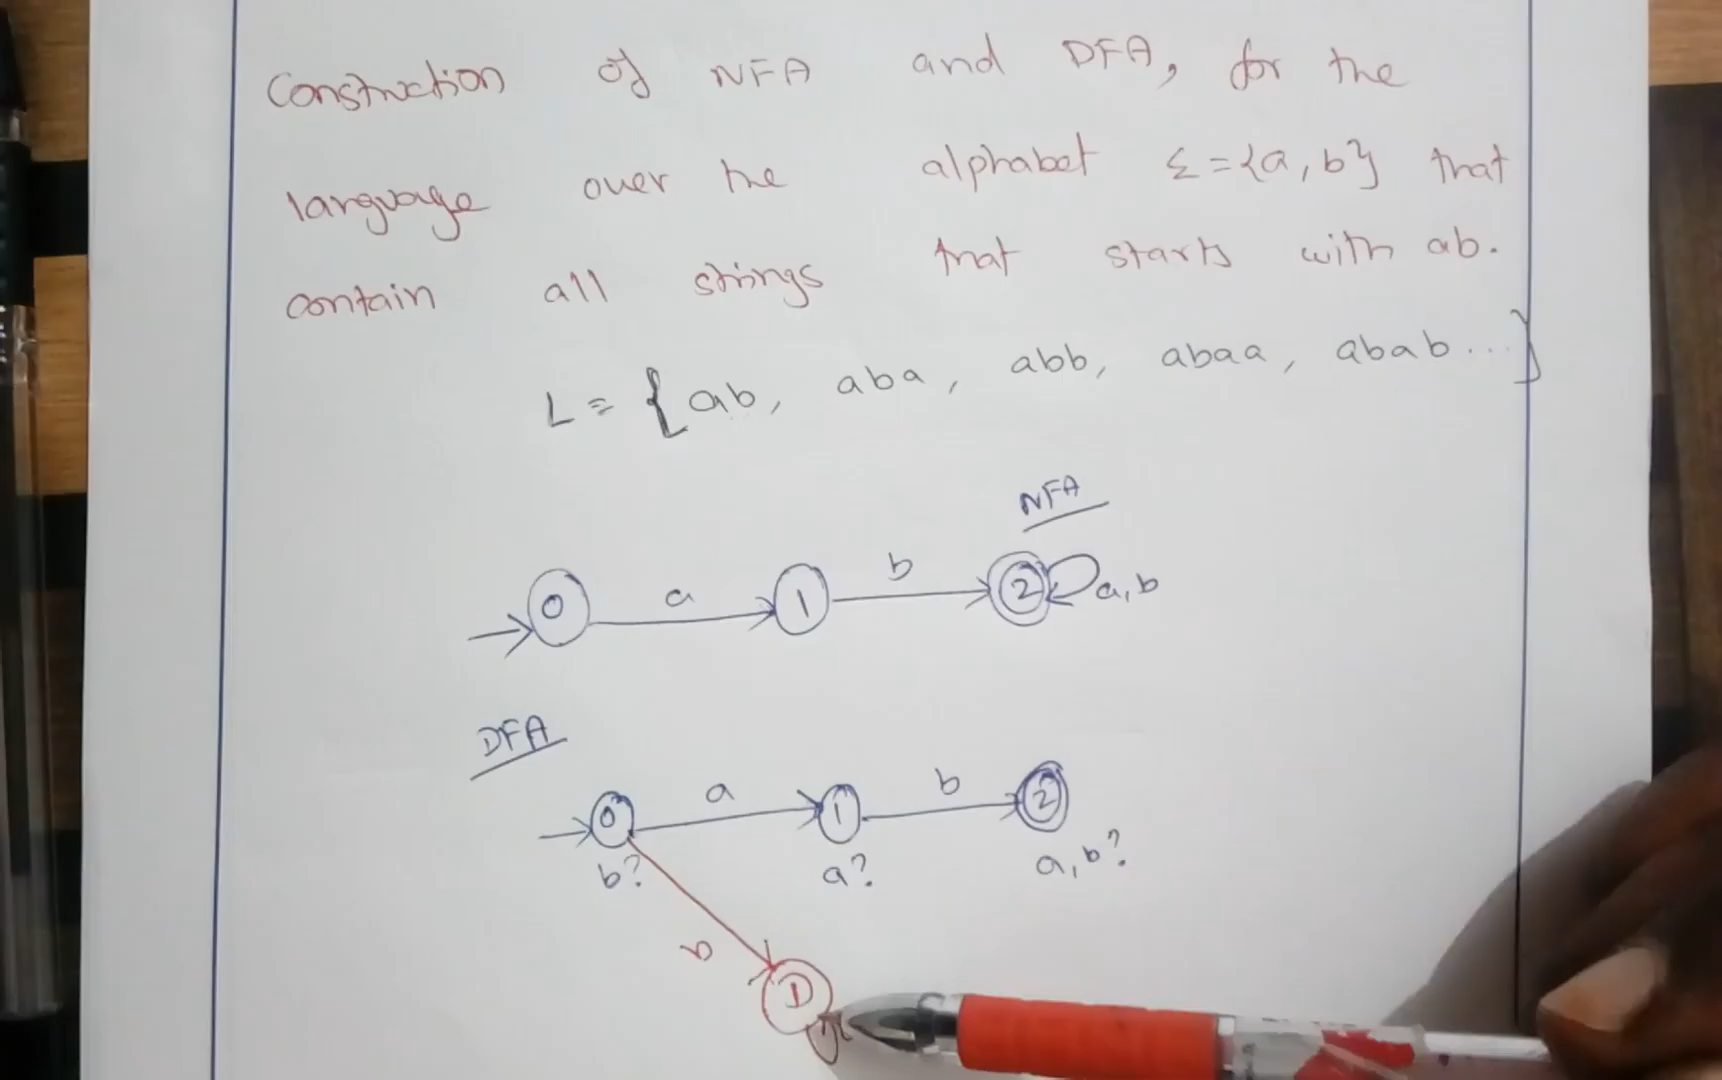 Construction of NFA and DFA, for the
language over the alphabet Σ={a,b} that
contain all strings that starts with ab.
L = {ab, aba, abb, abaa, abab...}
NFA
0 a 1 b 2 a,b
DFA
0 a 1 b 2
b? a? a,b?
b
D